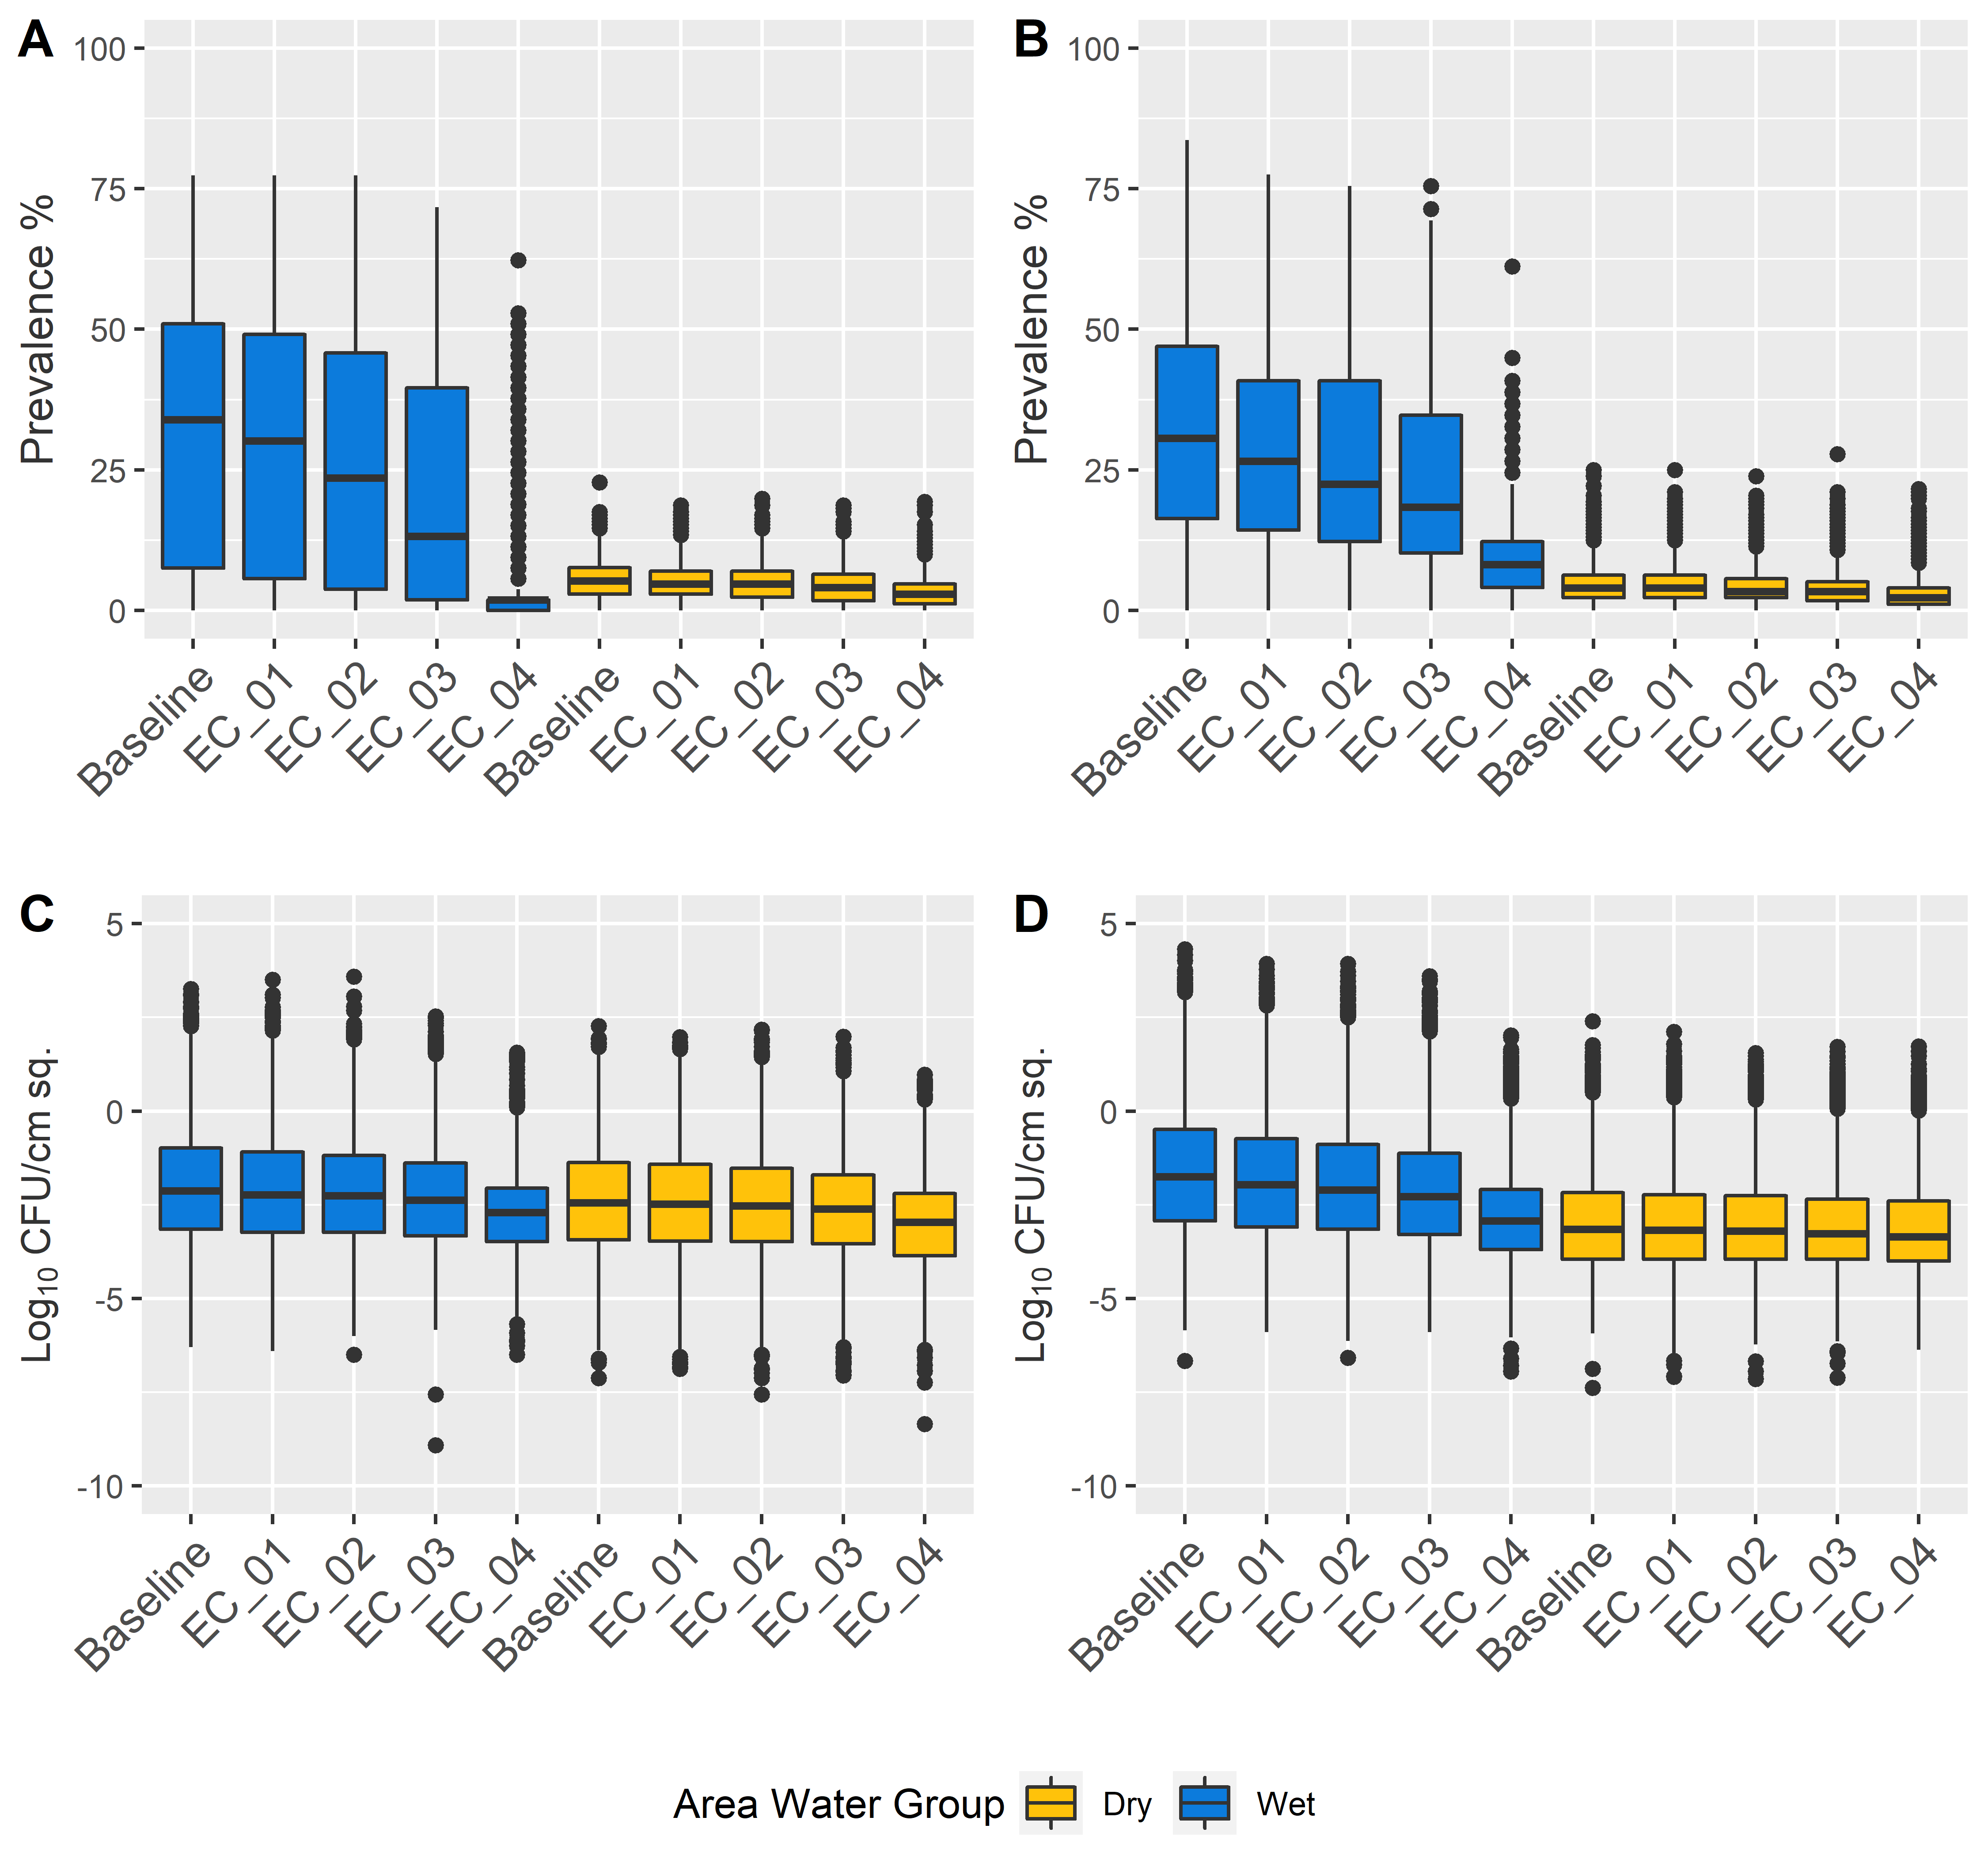 A
Prevalence %
100
75
50
25
0
Baseline
EC_01
EC_02
EC_03
EC_04
Baseline
EC_01
EC_02
EC_03
EC_04
B
Prevalence %
100
75
50
25
0
Baseline
EC_01
EC_02
EC_03
EC_04
Baseline
EC_01
EC_02
EC_03
EC_04
C
Log₁₀ CFU/cm sq.
5
0
-5
-10
Baseline
EC_01
EC_02
EC_03
EC_04
Baseline
EC_01
EC_02
EC_03
EC_04
D
Log₁₀ CFU/cm sq.
5
0
-5
-10
Baseline
EC_01
EC_02
EC_03
EC_04
Baseline
EC_01
EC_02
EC_03
EC_04
Area Water Group Dry Wet